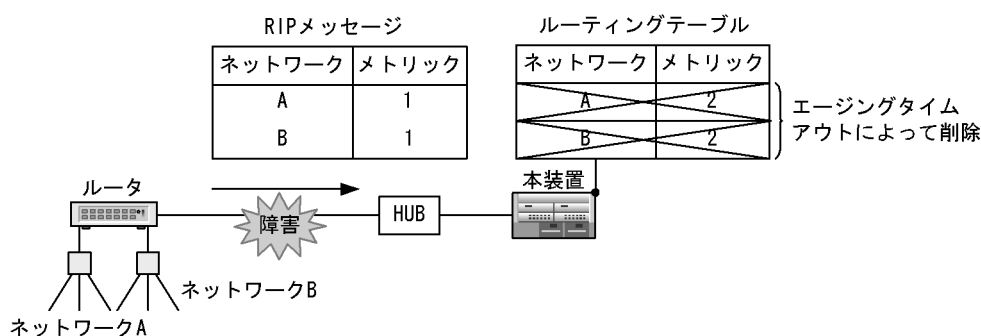 RIPメッセージ
ネットワーク メトリック
A 1
B 1
ルーティングテーブル
ネットワーク メトリック
A 2
B 2
エージングタイム
アウトによって削除
ルータ
障害
HUB
本装置
ネットワークB
ネットワークA